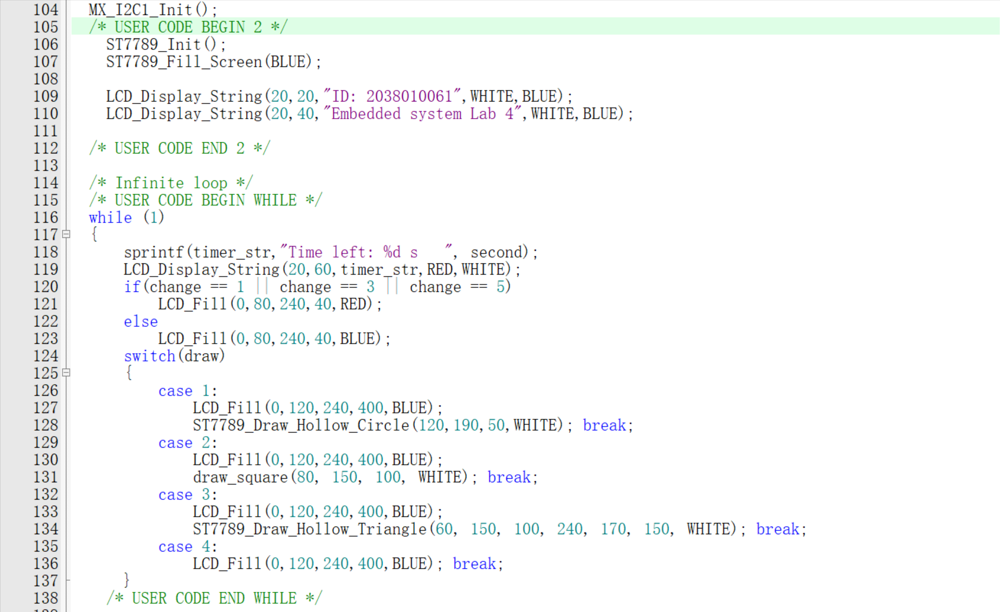 104 MX_I2C1_Init();
105 /* USER CODE BEGIN 2 */
106 ST7789_Init();
107 ST7789_Fill_Screen(BLUE);
108
109 LCD_Display_String(20,20,"ID: 2038010061",WHITE,BLUE);
110 LCD_Display_String(20,40,"Embedded system Lab 4",WHITE,BLUE);
111
112 /* USER CODE END 2 */
113
114 /* Infinite loop */
115 /* USER CODE BEGIN WHILE */
116 while (1)
117 {
118 sprintf(timer_str,"Time left: %d s   ", second);
119 LCD_Display_String(20,60,timer_str,RED,WHITE);
120 if(change == 1 || change == 3 || change == 5)
121 LCD_Fill(0,80,240,40,RED);
122 else
123 LCD_Fill(0,80,240,40,BLUE);
124 switch(draw)
125 {
126 case 1:
127 LCD_Fill(0,120,240,400,BLUE);
128 ST7789_Draw_Hollow_Circle(120,190,50,WHITE); break;
129 case 2:
130 LCD_Fill(0,120,240,400,BLUE);
131 draw_square(80, 150, 100, WHITE); break;
132 case 3:
133 LCD_Fill(0,120,240,400,BLUE);
134 ST7789_Draw_Hollow_Triangle(60, 150, 100, 240, 170, 150, WHITE); break;
135 case 4:
136 LCD_Fill(0,120,240,400,BLUE); break;
137 }
138 /* USER CODE END WHILE */